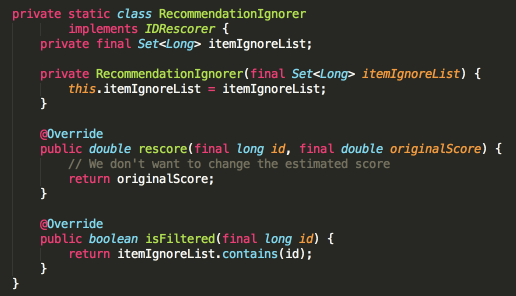 private static class RecommendationIgnorer
        implements IDRescorer {
    private final Set<Long> itemIgnoreList;

    private RecommendationIgnorer(final Set<Long> itemIgnoreList) {
        this.itemIgnoreList = itemIgnoreList;
    }

    @Override
    public double rescore(final long id, final double originalScore) {
        // We don't want to change the estimated score
        return originalScore;
    }

    @Override
    public boolean isFiltered(final long id) {
        return itemIgnoreList.contains(id);
    }
}